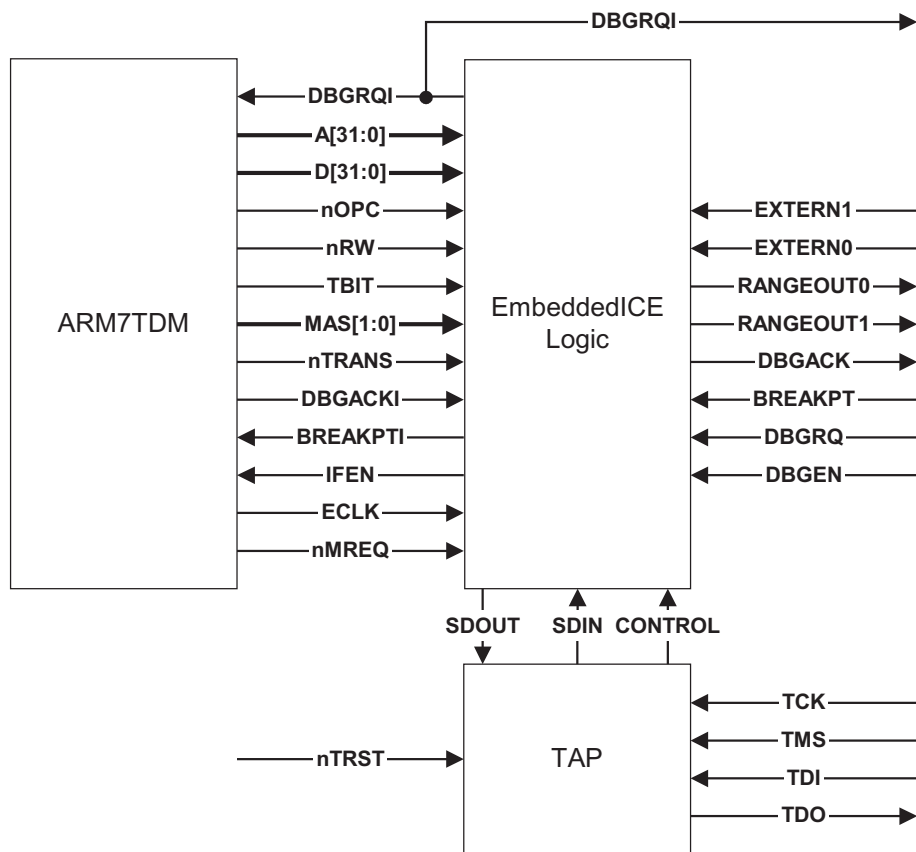 DBGRQI
DBGRQI
A[31:0]
D[31:0]
nOPC
EXTERN1
nRW
EXTERN0
TBIT
RANGEOUT0
ARM7TDM
EmbeddedICE
Logic
MAS[1:0]
RANGEOUT1
nTRANS
DBGACK
DBGACKI
BREAKPT
BREAKPTI
DBGRQ
IFEN
DBGEN
ECLK
nMREQ
SDOUT
SDIN
CONTROL
TCK
TMS
nTRST
TAP
TDI
TDO